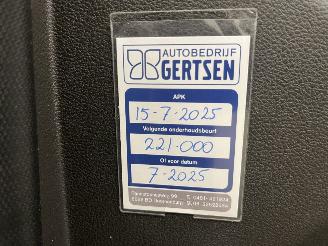 AUTOBEDRIJF
GERTSEN
APK
15-7-2025
Volgende onderhoudsbeurt
221-000
Of voor datum
7-2025